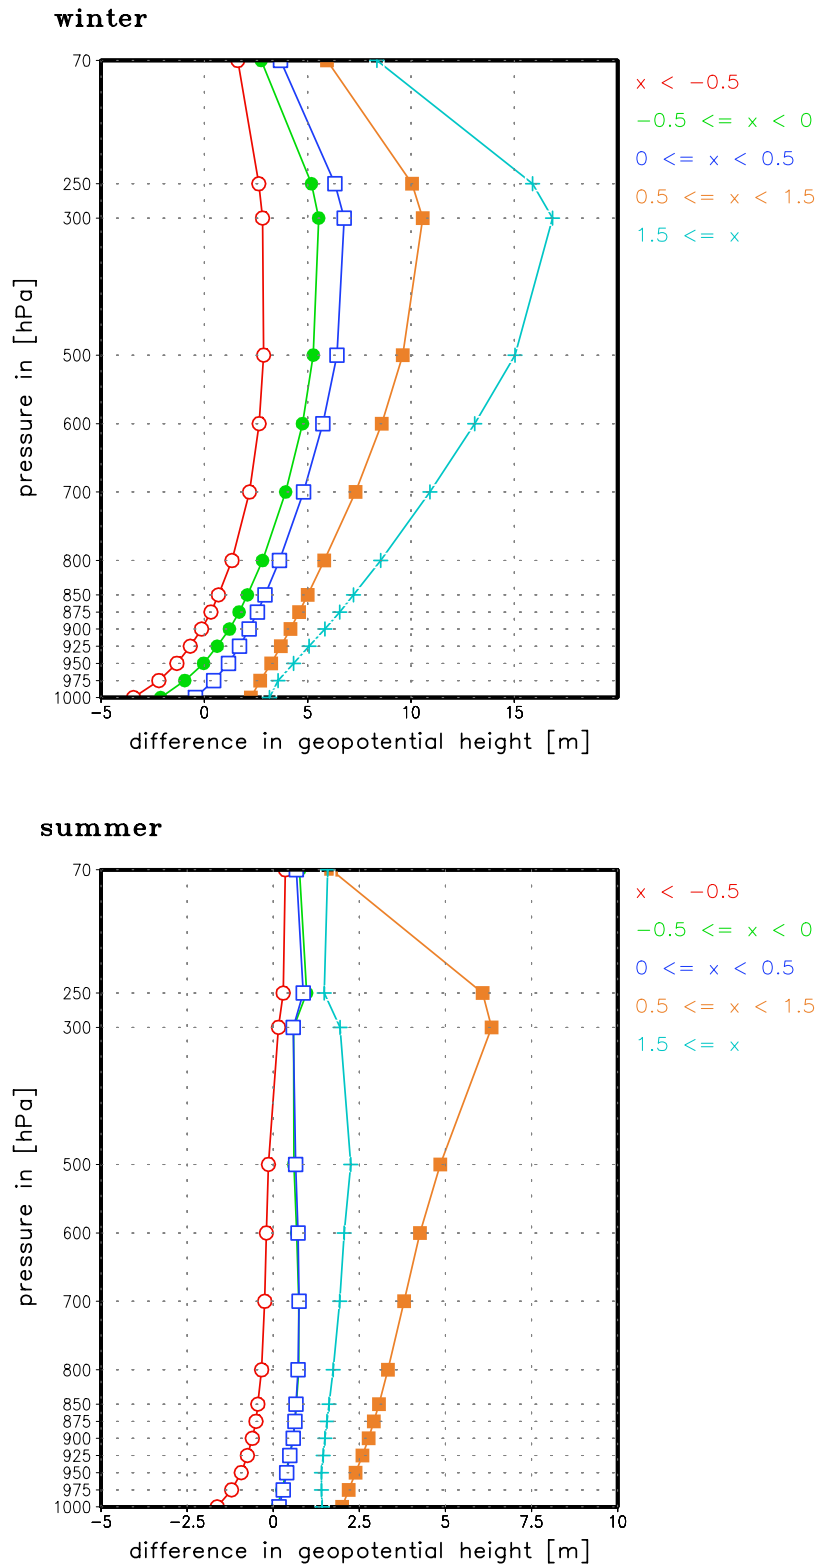 winter
70
250
300
500
600
700
800
850
875
900
925
950
975
1000
-5 0 5 10 15
pressure in [hPa]
difference in geopotential height [m]
x < -0.5
-0.5 <= x < 0
0 <= x < 0.5
0.5 <= x < 1.5
1.5 <= x
summer
70
250
300
500
600
700
800
850
875
900
925
950
975
1000
-5 -2.5 0 2.5 5 7.5 10
pressure in [hPa]
difference in geopotential height [m]
x < -0.5
-0.5 <= x < 0
0 <= x < 0.5
0.5 <= x < 1.5
1.5 <= x